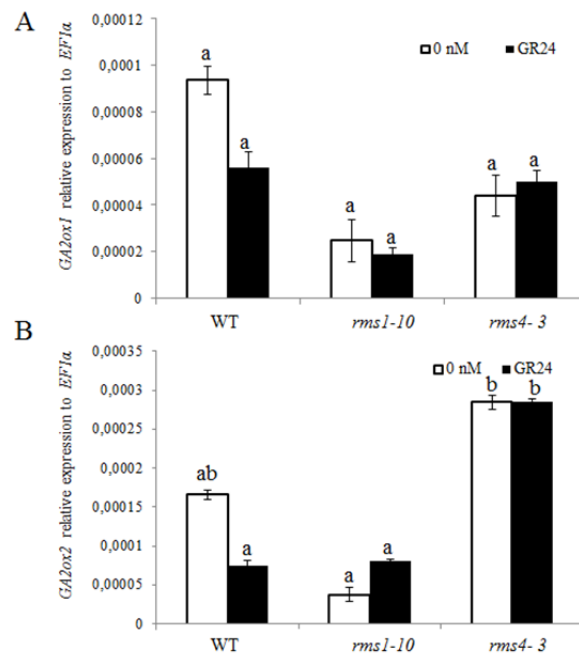 A
GA2ox1 relative expression to EF1α
0,00012
0,0001
0,00008
0,00006
0,00004
0,00002
0
0 nM GR24
a a a a a a
WT rms1-10 rms4- 3
B
GA2ox2 relative expression to EF1α
0,00035
0,0003
0,00025
0,0002
0,00015
0,0001
0,00005
0
0 nM GR24
ab a a a b b
WT rms1-10 rms4- 3